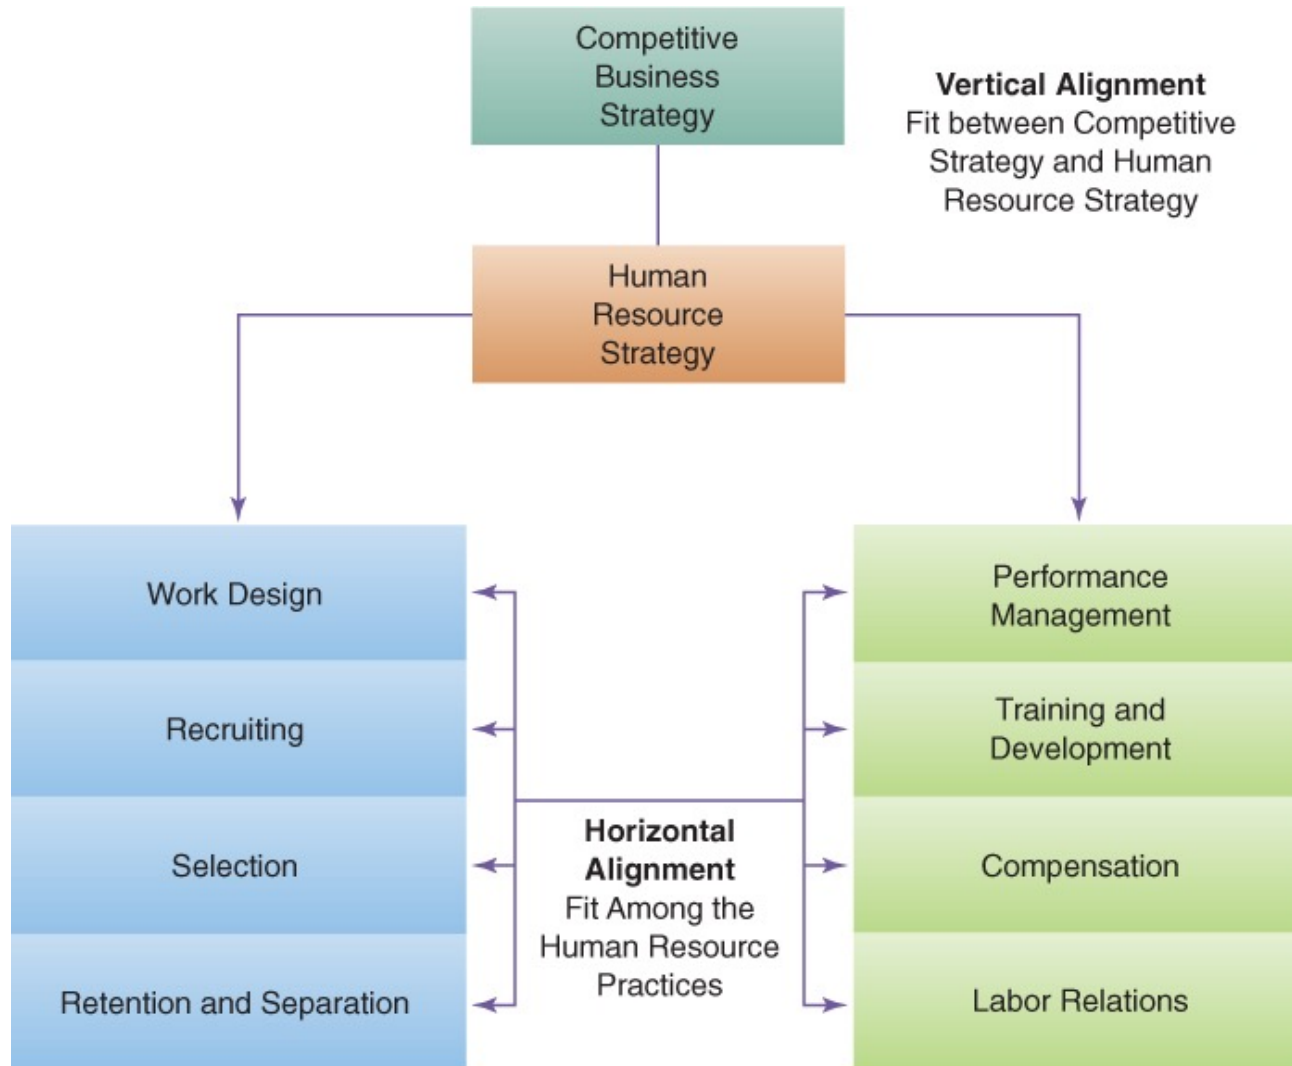 Competitive
Business
Strategy
Vertical Alignment
Fit between Competitive
Strategy and Human
Resource Strategy
Human
Resource
Strategy
Work Design
Recruiting
Selection
Retention and Separation
Horizontal
Alignment
Fit Among the
Human Resource
Practices
Performance
Management
Training and
Development
Compensation
Labor Relations